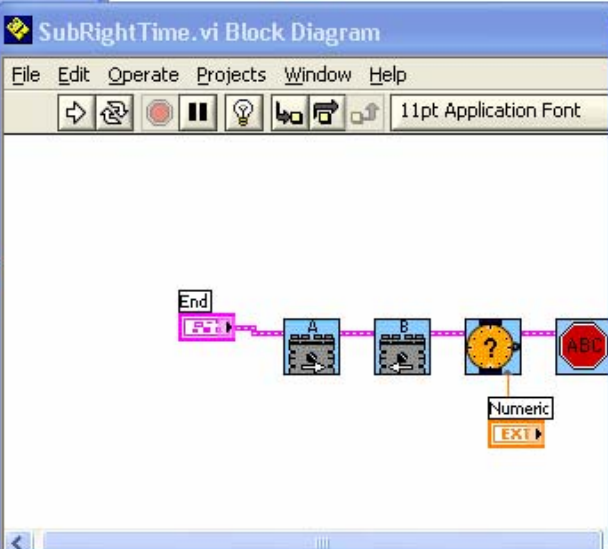 SubRightTime.vi Block Diagram
File Edit Operate Projects Window Help
11pt Application Font
End
A B ? ABC
Numeric
EXT